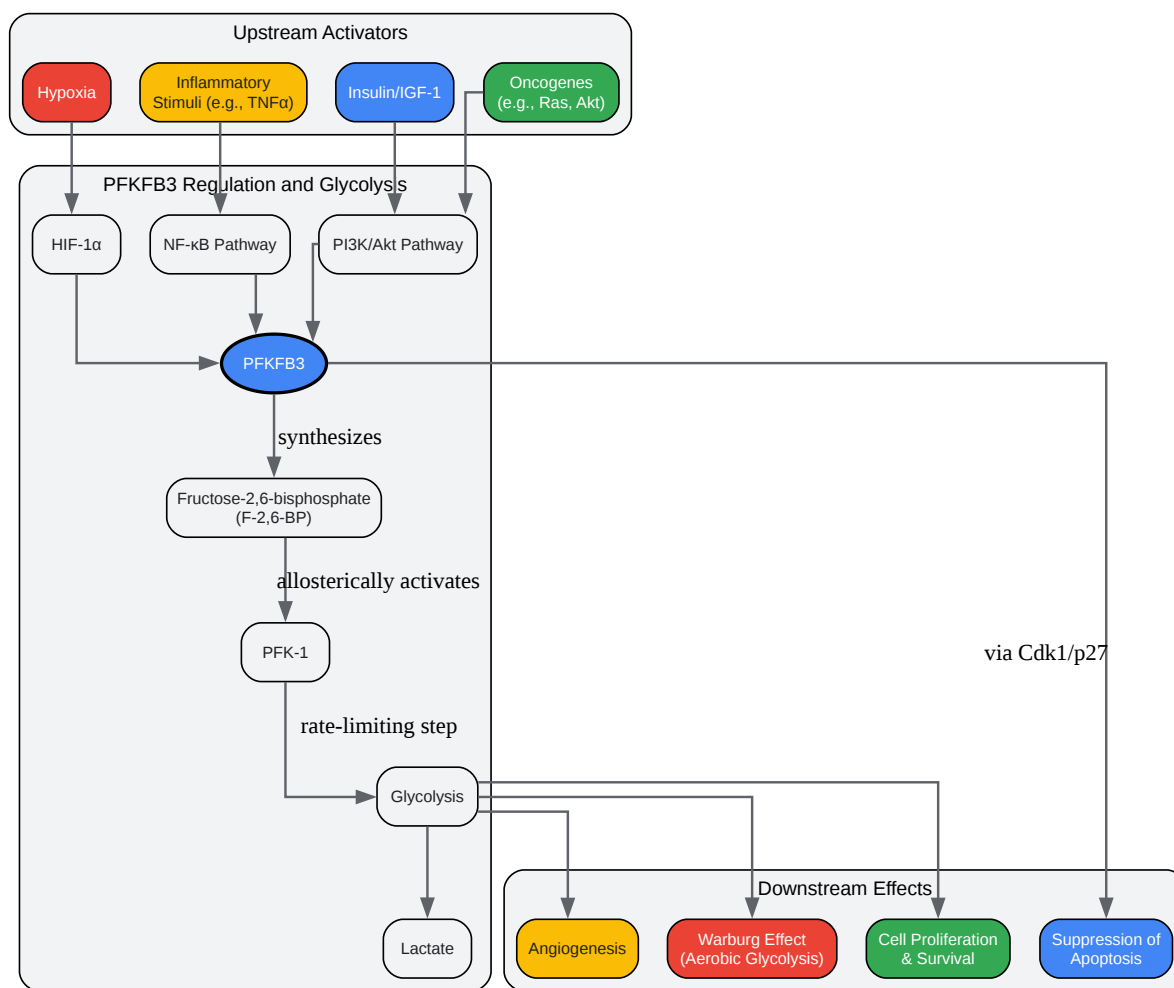 Upstream Activators
Hypoxia
Inflammatory
Stimuli (e.g., TNFα)
Insulin/IGF-1
Oncogenes
(e.g., Ras, Akt)
PFKFB3 Regulation and Glycolysis
HIF-1α
NF-κB Pathway
PI3K/Akt Pathway
PFKFB3
synthesizes
Fructose-2,6-bisphosphate
(F-2,6-BP)
allosterically activates
PFK-1
via Cdk1/p27
rate-limiting step
Glycolysis
Downstream Effects
Lactate
Angiogenesis
Warburg Effect
(Aerobic Glycolysis)
Cell Proliferation
& Survival
Suppression of
Apoptosis